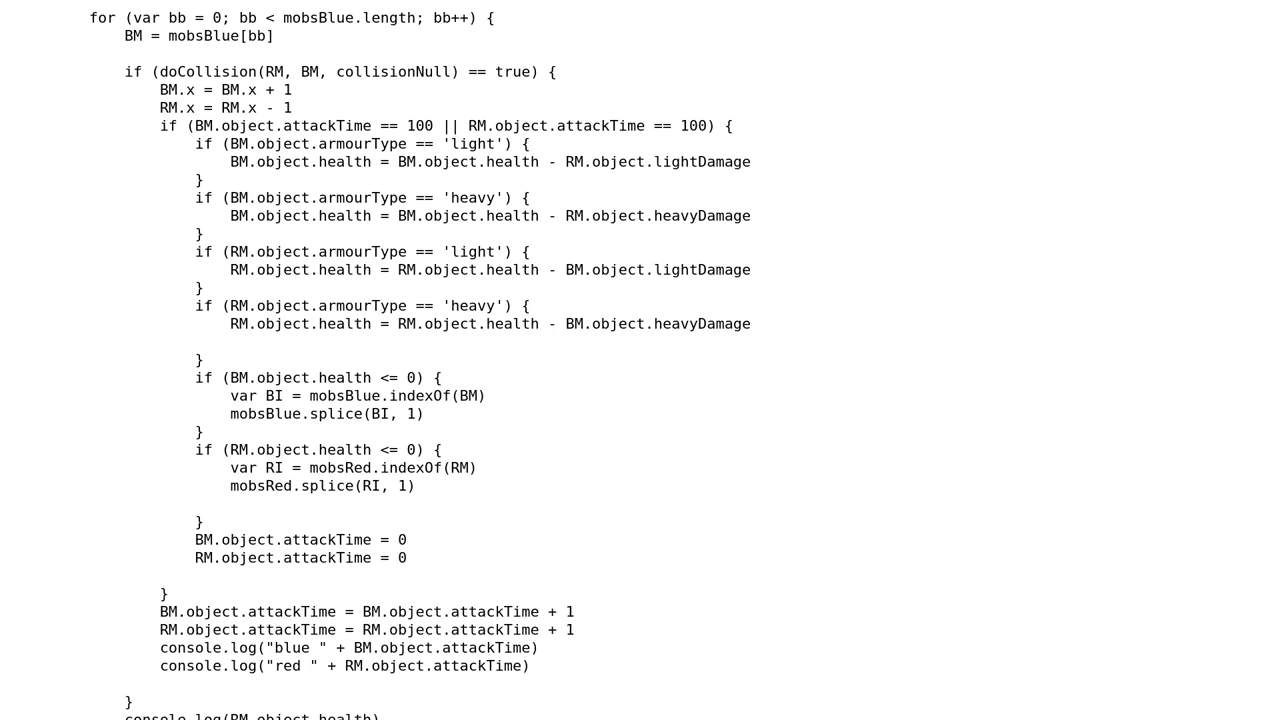 for (var bb = 0; bb < mobsBlue.length; bb++) {
BM = mobsBlue[bb]
if (doCollision(RM, BM, collisionNull) == true) {
BM.x = BM.x + 1
RM.x = RM.x - 1
if (BM.object.attackTime == 100 || RM.object.attackTime == 100) {
if (BM.object.armourType == 'light') {
BM.object.health = BM.object.health - RM.object.lightDamage
}
if (BM.object.armourType == 'heavy') {
BM.object.health = BM.object.health - RM.object.heavyDamage
}
if (RM.object.armourType == 'light') {
RM.object.health = RM.object.health - BM.object.lightDamage
}
if (RM.object.armourType == 'heavy') {
RM.object.health = RM.object.health - BM.object.heavyDamage
}
if (BM.object.health <= 0) {
var BI = mobsBlue.indexOf(BM)
mobsBlue.splice(BI, 1)
}
if (RM.object.health <= 0) {
var RI = mobsRed.indexOf(RM)
mobsRed.splice(RI, 1)
}
BM.object.attackTime = 0
RM.object.attackTime = 0
}
BM.object.attackTime = BM.object.attackTime + 1
RM.object.attackTime = RM.object.attackTime + 1
console.log("blue " + BM.object.attackTime)
console.log("red " + RM.object.attackTime)
}
console.log(RM.object.health)